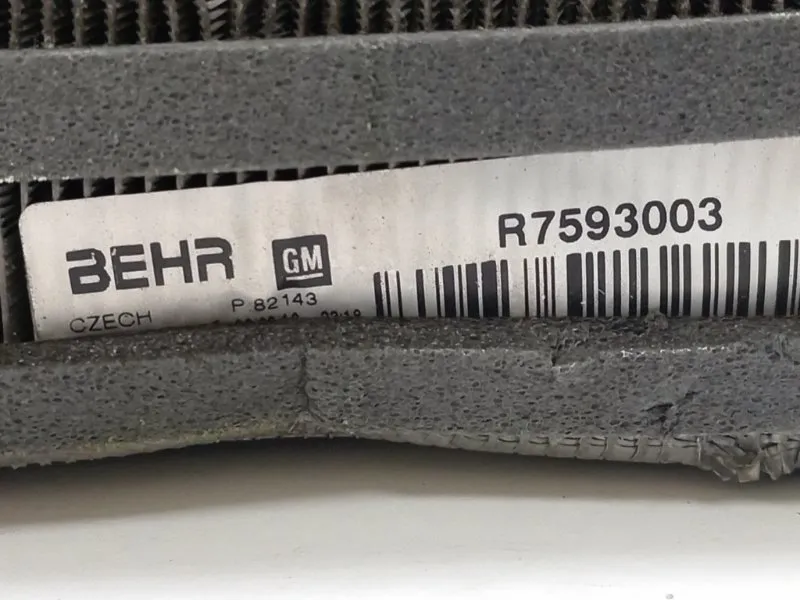 R7593003
BEHR GM
P 82143
CZECH